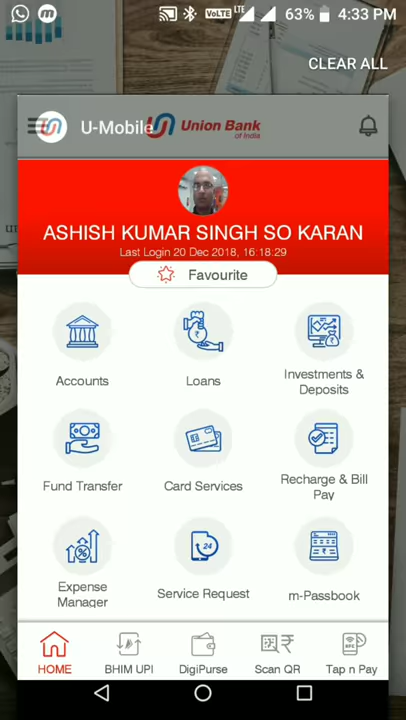 VoLTE LTE 63% 4:33 PM
CLEAR ALL
U-Mobile Union Bank
of India
ASHISH KUMAR SINGH SO KARAN
Last Login 20 Dec 2018, 16:18:29
Favourite
Accounts
Loans
Investments &
Deposits
Fund Transfer
Card Services
Recharge & Bill
Pay
Expense
Manager
Service Request
m-Passbook
HOME
BHIM UPI
DigiPurse
Scan QR
Tap n Pay